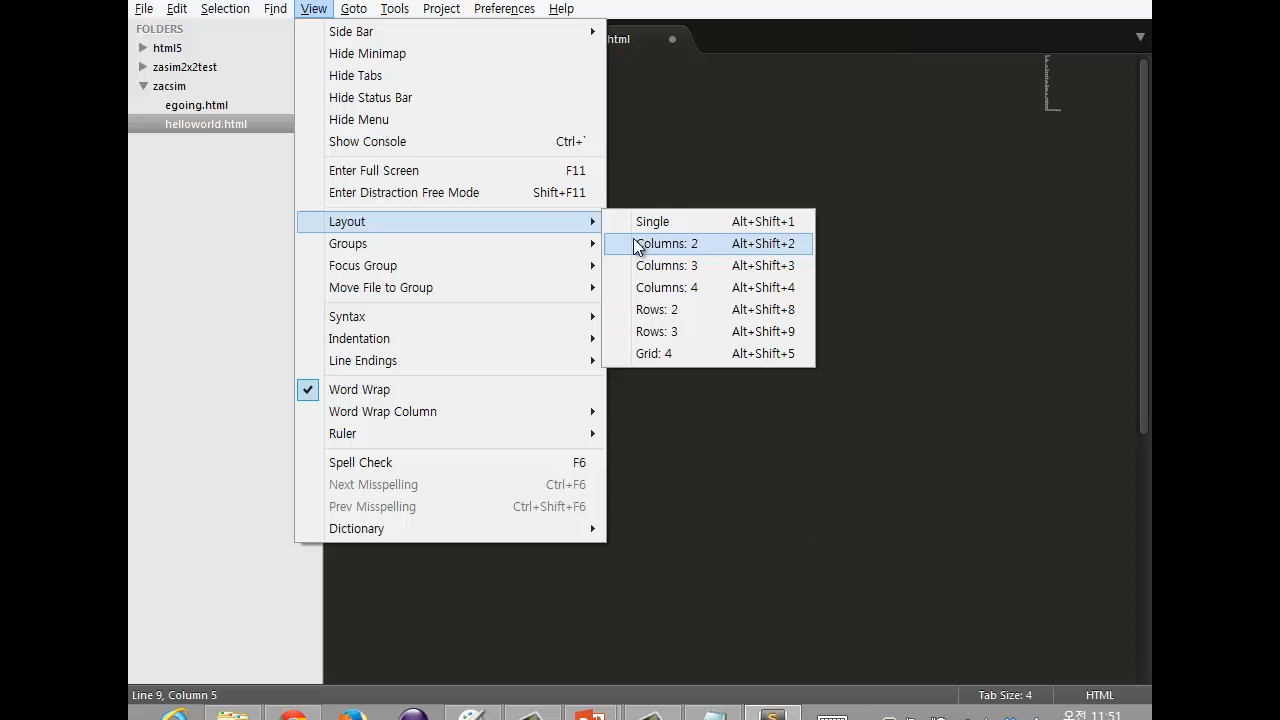 File Edit Selection Find View Goto Tools Project Preferences Help
FOLDERS
html5
zasim2x2test
zacsim
egoing.html
helloworld.html
html
Side Bar
Hide Minimap
Hide Tabs
Hide Status Bar
Hide Menu
Show Console Ctrl+`
Enter Full Screen F11
Enter Distraction Free Mode Shift+F11
Layout
Groups
Focus Group
Move File to Group
Syntax
Indentation
Line Endings
Word Wrap
Word Wrap Column
Ruler
Spell Check F6
Next Misspelling Ctrl+F6
Prev Misspelling Ctrl+Shift+F6
Dictionary
Single Alt+Shift+1
Columns: 2 Alt+Shift+2
Columns: 3 Alt+Shift+3
Columns: 4 Alt+Shift+4
Rows: 2 Alt+Shift+8
Rows: 3 Alt+Shift+9
Grid: 4 Alt+Shift+5
Line 9, Column 5 Tab Size: 4 HTML
오전 11:51